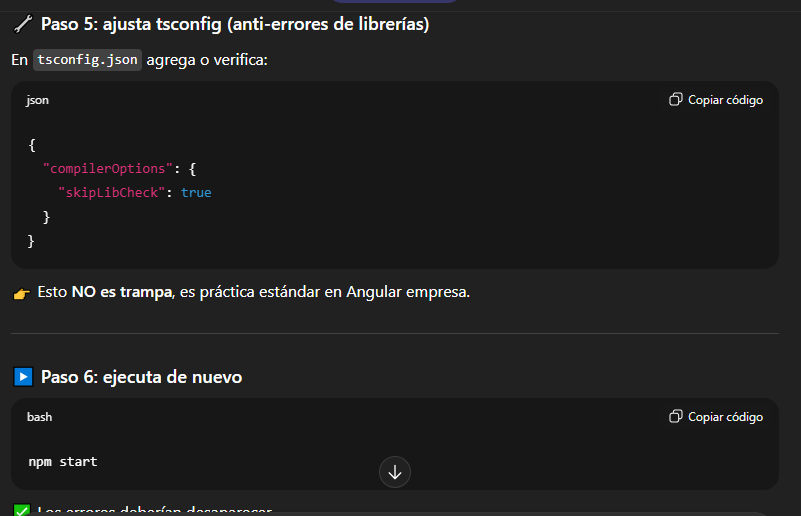 Paso 5: ajusta tsconfig (anti-errores de librerías)
En tsconfig.json agrega o verifica:
json
Copiar código
{
"compilerOptions": {
"skipLibCheck": true
}
}
Esto NO es trampa, es práctica estándar en Angular empresa.
Paso 6: ejecuta de nuevo
bash
Copiar código
npm start
Los errores deberían desaparecer